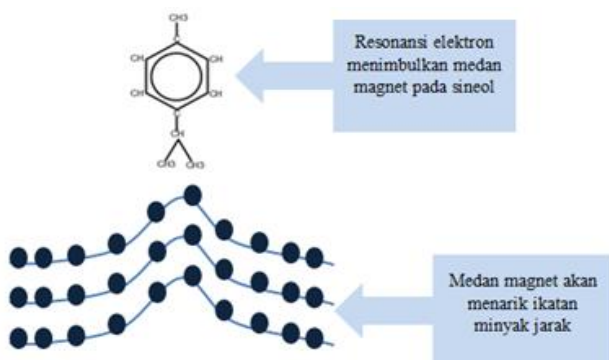 CH3
C
CH
CH
CH
CH
C
CH
CH3
CH3
Resonansi elektron
menimbulkan medan
magnet pada sineol
Medan magnet akan
menarik ikatan
minyak jarak